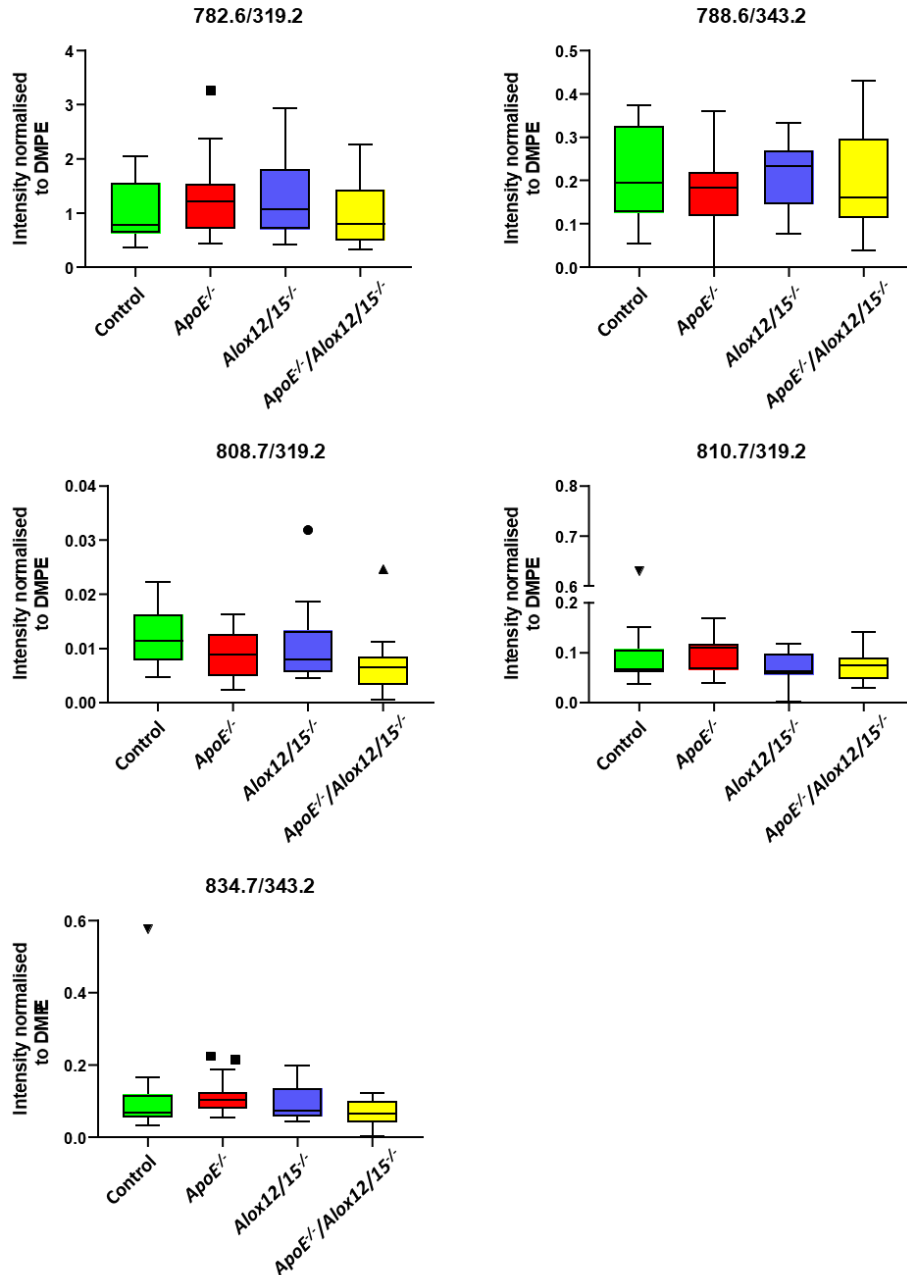 782.6/319.2
Intensity normalised
to DMPE
4
3
2
1
0
Control
ApoE-/-
Alox12/15-/-
ApoE-/-/Alox12/15-/-
788.6/343.2
Intensity normalised
to DMPE
0.5
0.4
0.3
0.2
0.1
0.0
Control
ApoE-/-
Alox12/15-/-
ApoE-/-/Alox12/15-/-
808.7/319.2
Intensity normalised
to DMPE
0.04
0.03
0.02
0.01
0.00
Control
ApoE-/-
Alox12/15-/-
ApoE-/-/Alox12/15-/-
810.7/319.2
Intensity normalised
to DMPE
0.8
0.7
0.6
0.2
0.1
0.0
Control
ApoE-/-
Alox12/15-/-
ApoE-/-/Alox12/15-/-
834.7/343.2
Intensity normalised
to DMPE
0.6
0.4
0.2
0.0
Control
ApoE-/-
Alox12/15-/-
ApoE-/-/Alox12/15-/-